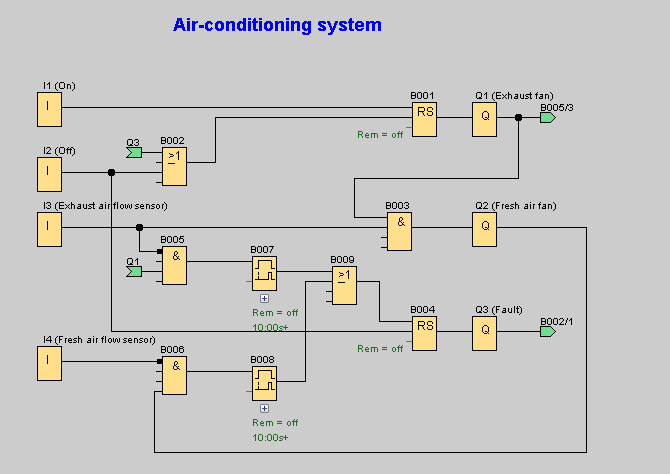 Air-conditioning system
I1 (On)
I
B001
RS
Rem = off
Q1 (Exhaust fan)
Q
B005/3
I2 (Off)
I
Q3
B002
>1
I3 (Exhaust air flow sensor)
I
B003
&
Q2 (Fresh air fan)
Q
B005
&
Q1
B007
Rem = off
10:00s+
B009
>1
B004
RS
Rem = off
Q3 (Fault)
Q
B002/1
I4 (Fresh air flow sensor)
I
B006
&
B008
Rem = off
10:00s+